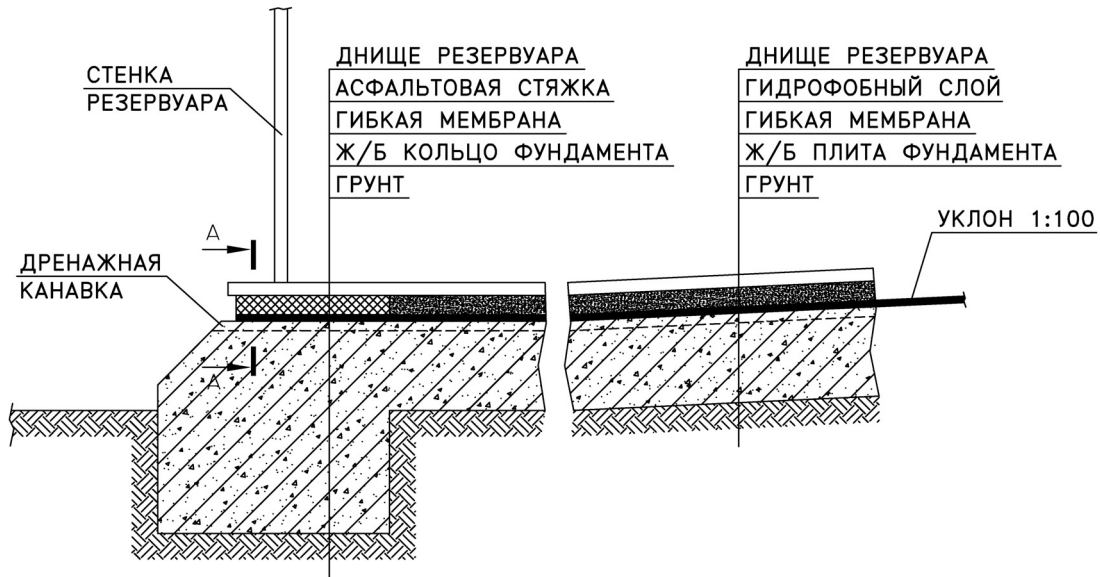 СТЕНКА
РЕЗЕРВУАРА
ДНИЩЕ РЕЗЕРВУАРА
АСФАЛЬТОВАЯ СТЯЖКА
ГИБКАЯ МЕМБРАНА
Ж/Б КОЛЬЦО ФУНДАМЕНТА
ГРУНТ
ДНИЩЕ РЕЗЕРВУАРА
ГИДРОФОБНЫЙ СЛОЙ
ГИБКАЯ МЕМБРАНА
Ж/Б ПЛИТА ФУНДАМЕНТА
ГРУНТ
УКЛОН 1:100
А
ДРЕНАЖНАЯ
КАНАВКА
А